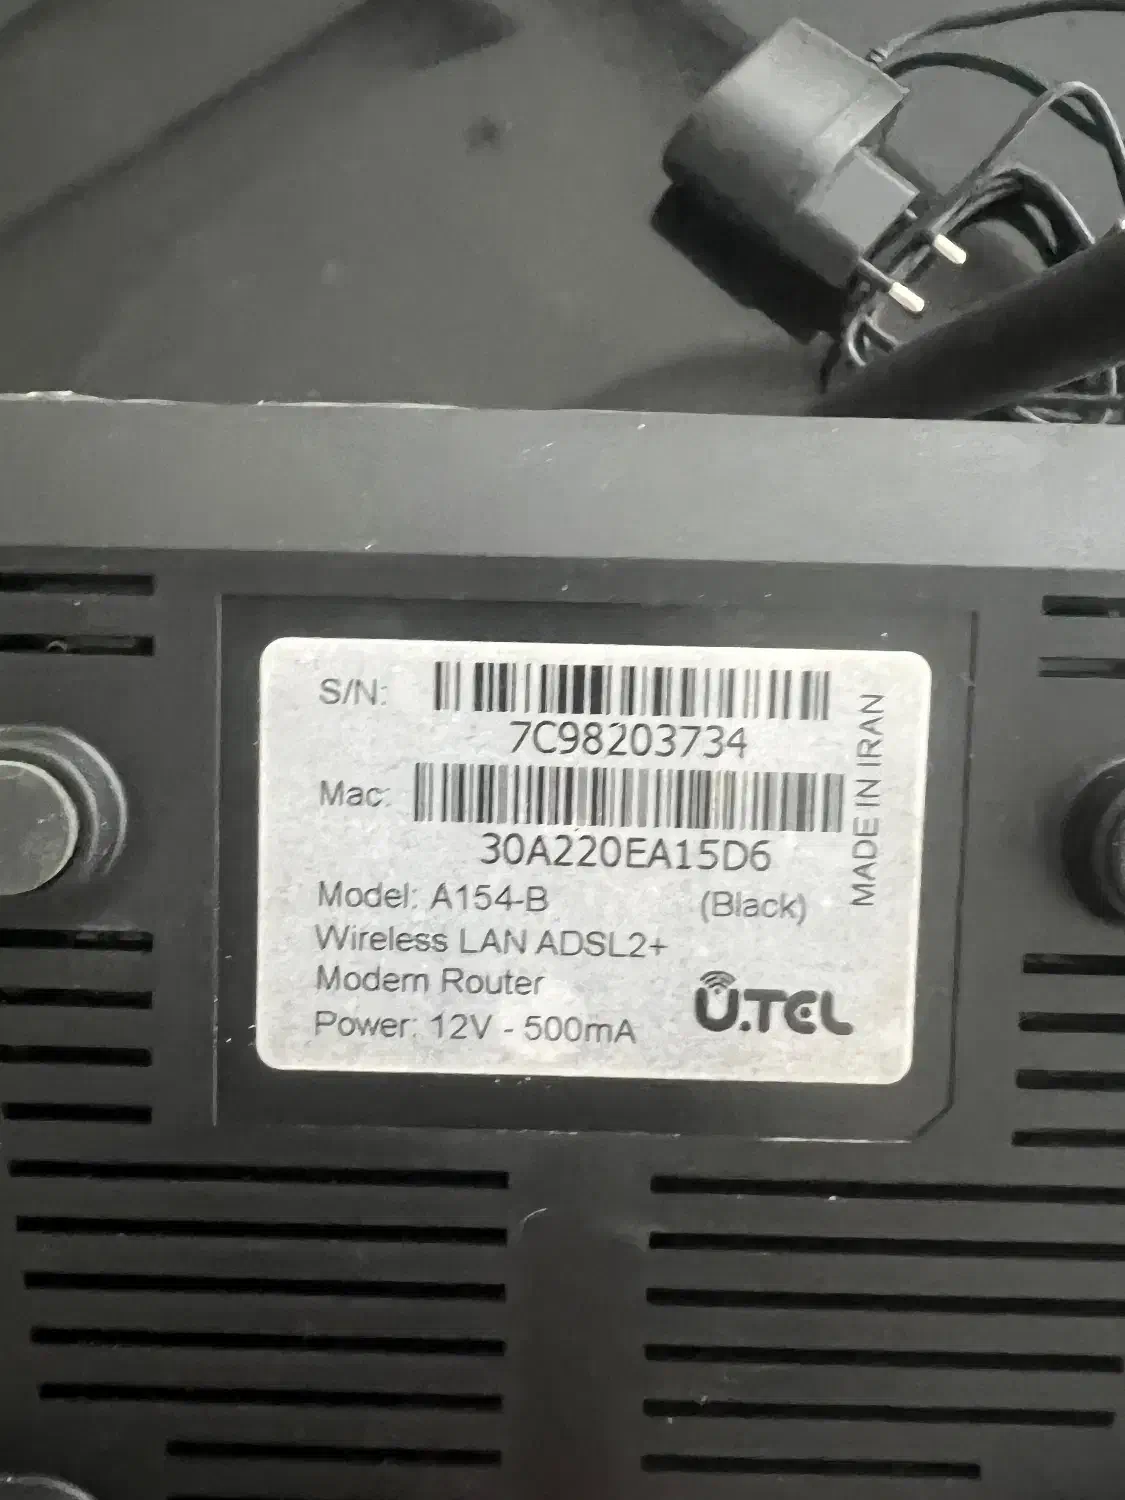 S/N:
7C98203734
Mac:
30A220EA15D6
Model: A154-B (Black)
Wireless LAN ADSL2+
Modem Router
Power: 12V - 500mA
U.TEL
MADE IN IRAN